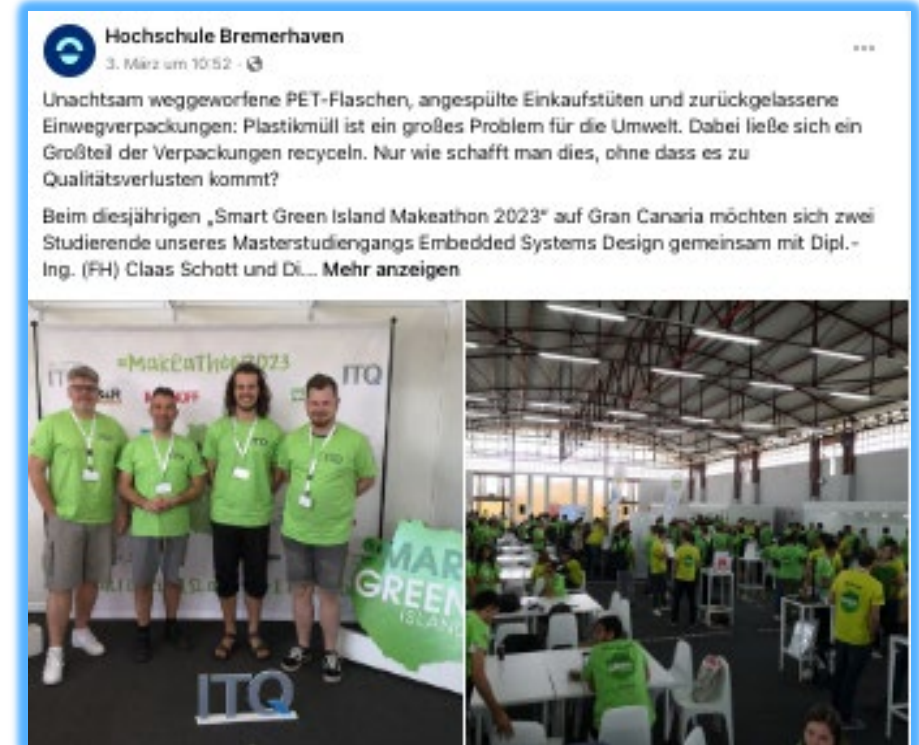 Hochschule Bremerhaven
3. März um 10:52 ·
Unachtsam weggeworfene PET-Flaschen, angespülte Einkaufstüten und zurückgelassene
Einwegverpackungen: Plastikmüll ist ein großes Problem für die Umwelt. Dabei ließe sich ein
Großteil der Verpackungen recyceln. Nur wie schafft man dies, ohne dass es zu
Qualitätsverlusten kommt?
Beim diesjährigen „Smart Green Island Makeathon 2023“ auf Gran Canaria möchten sich zwei
Studierende unseres Masterstudiengangs Embedded Systems Design gemeinsam mit Dipl.-
Ing. (FH) Claas Schott und Di... Mehr anzeigen
#MakeaThon2023
ITQ
ITQ
SMAR
GREEN
ISLAND
ITQ